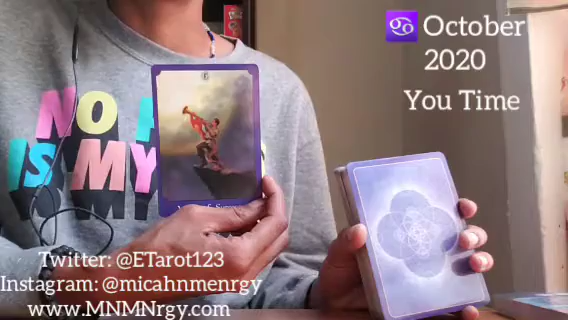 ♋ October
2020
You Time
NO
IS MY
Twitter: @ETarot123
Instagram: @micahnmenrgy
www.MNMNrgy.com